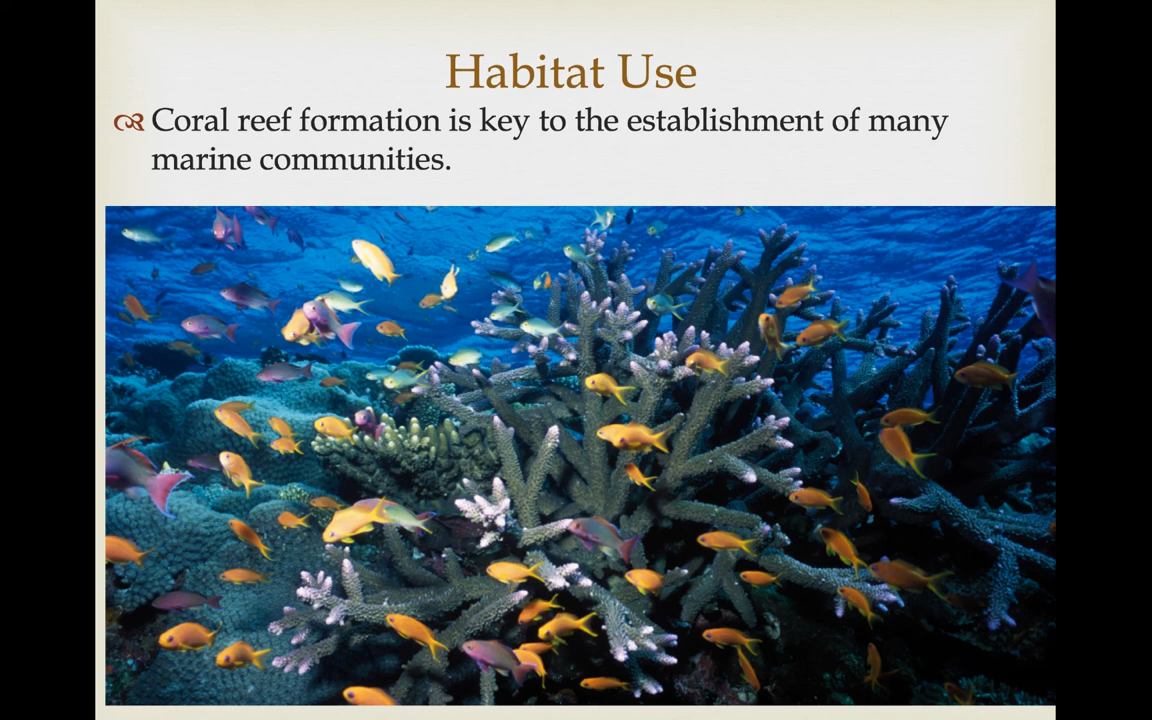 Habitat Use
Coral reef formation is key to the establishment of many
marine communities.